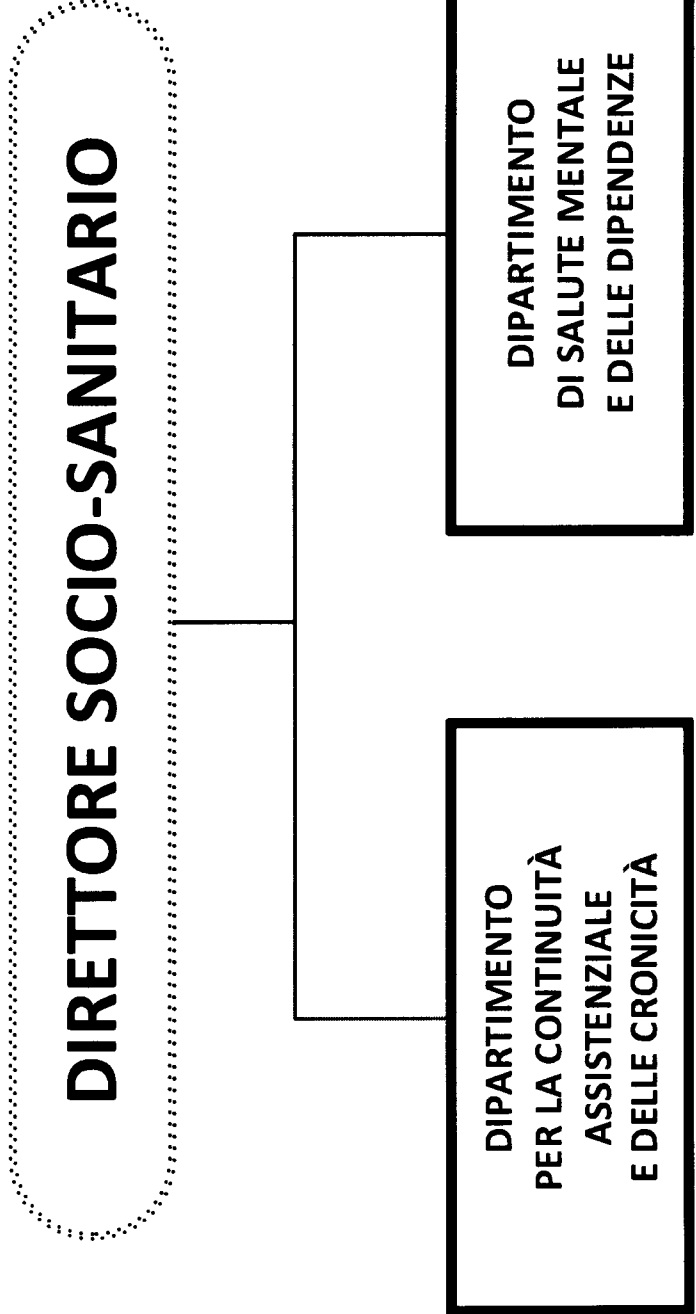 DIRETTORE SOCIO-SANITARIO
DIPARTIMENTO
PER LA CONTINUITÀ
ASSISTENZIALE
E DELLE CRONICITÀ
DIPARTIMENTO
DI SALUTE MENTALE
E DELLE DIPENDENZE